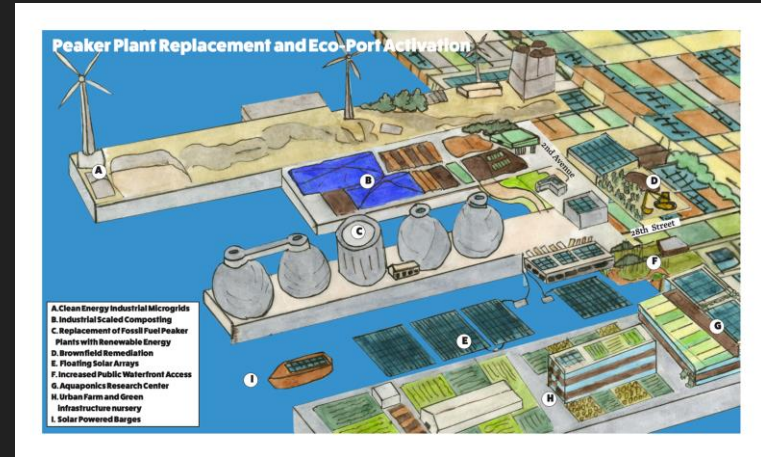 Peaker Plant Replacement and Eco-Port Activation
A
B
2nd Avenue
D
C
28th Street
F
E
G
I
H
A.Clean Energy Industrial Microgrids
B. Industrial Scaled Composting
C. Replacement of Fossil Fuel Peaker
Plants with Renewable Energy
D. Brownfield Remediation
E. Floating Solar Arrays
F. Increased Public Waterfront Access
G. Aquaponics Research Center
H. Urban Farm and Green
infrastructure nursery
I. Solar Powered Barges